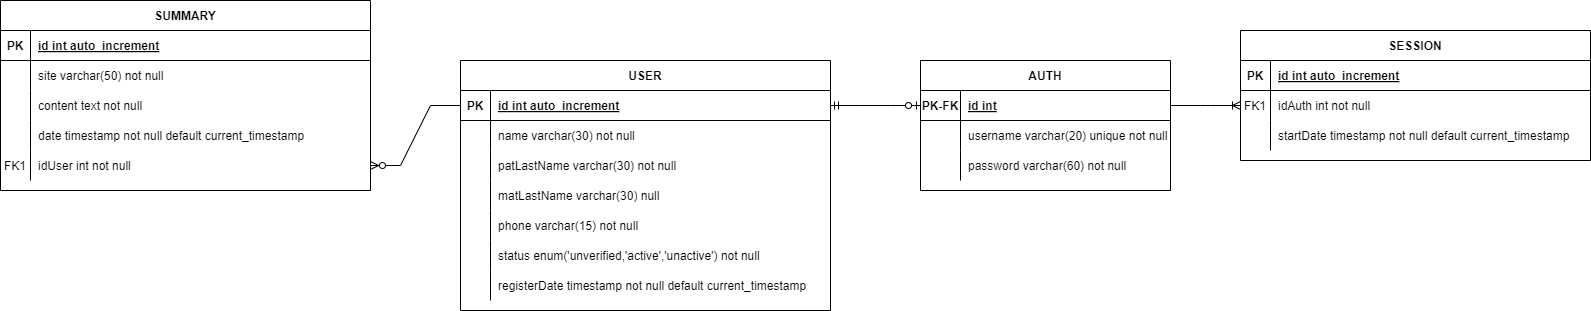 SUMMARY
PK id int auto_increment
site varchar(50) not null
content text not null
date timestamp not null default current_timestamp
FK1 idUser int not null
USER
PK id int auto_increment
name varchar(30) not null
patLastName varchar(30) not null
matLastName varchar(30) null
phone varchar(15) not null
status enum('unverified,'active','unactive') not null
registerDate timestamp not null default current_timestamp
AUTH
PK-FK id int
username varchar(20) unique not null
password varchar(60) not null
SESSION
PK id int auto_increment
FK1 idAuth int not null
startDate timestamp not null default current_timestamp